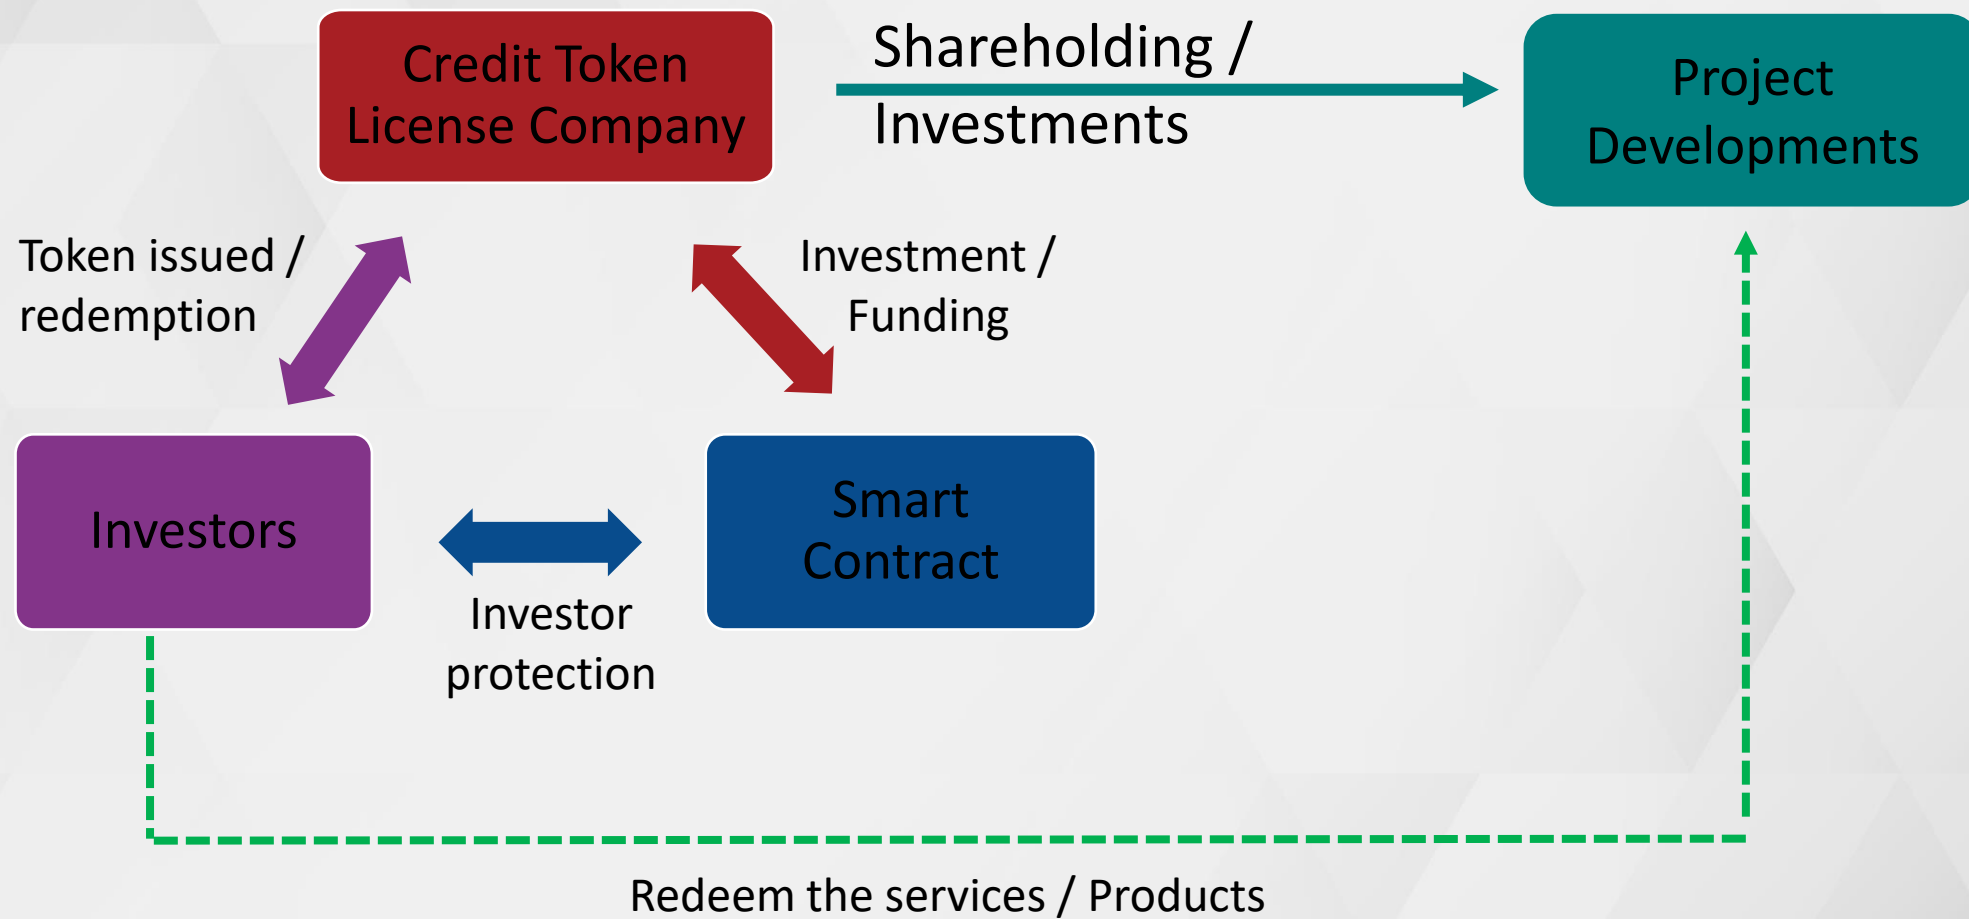 Credit Token
License Company
Shareholding /
Investments
Project
Developments
Token issued /
redemption
Investment /
Funding
Investors
Smart
Contract
Investor
protection
Redeem the services / Products